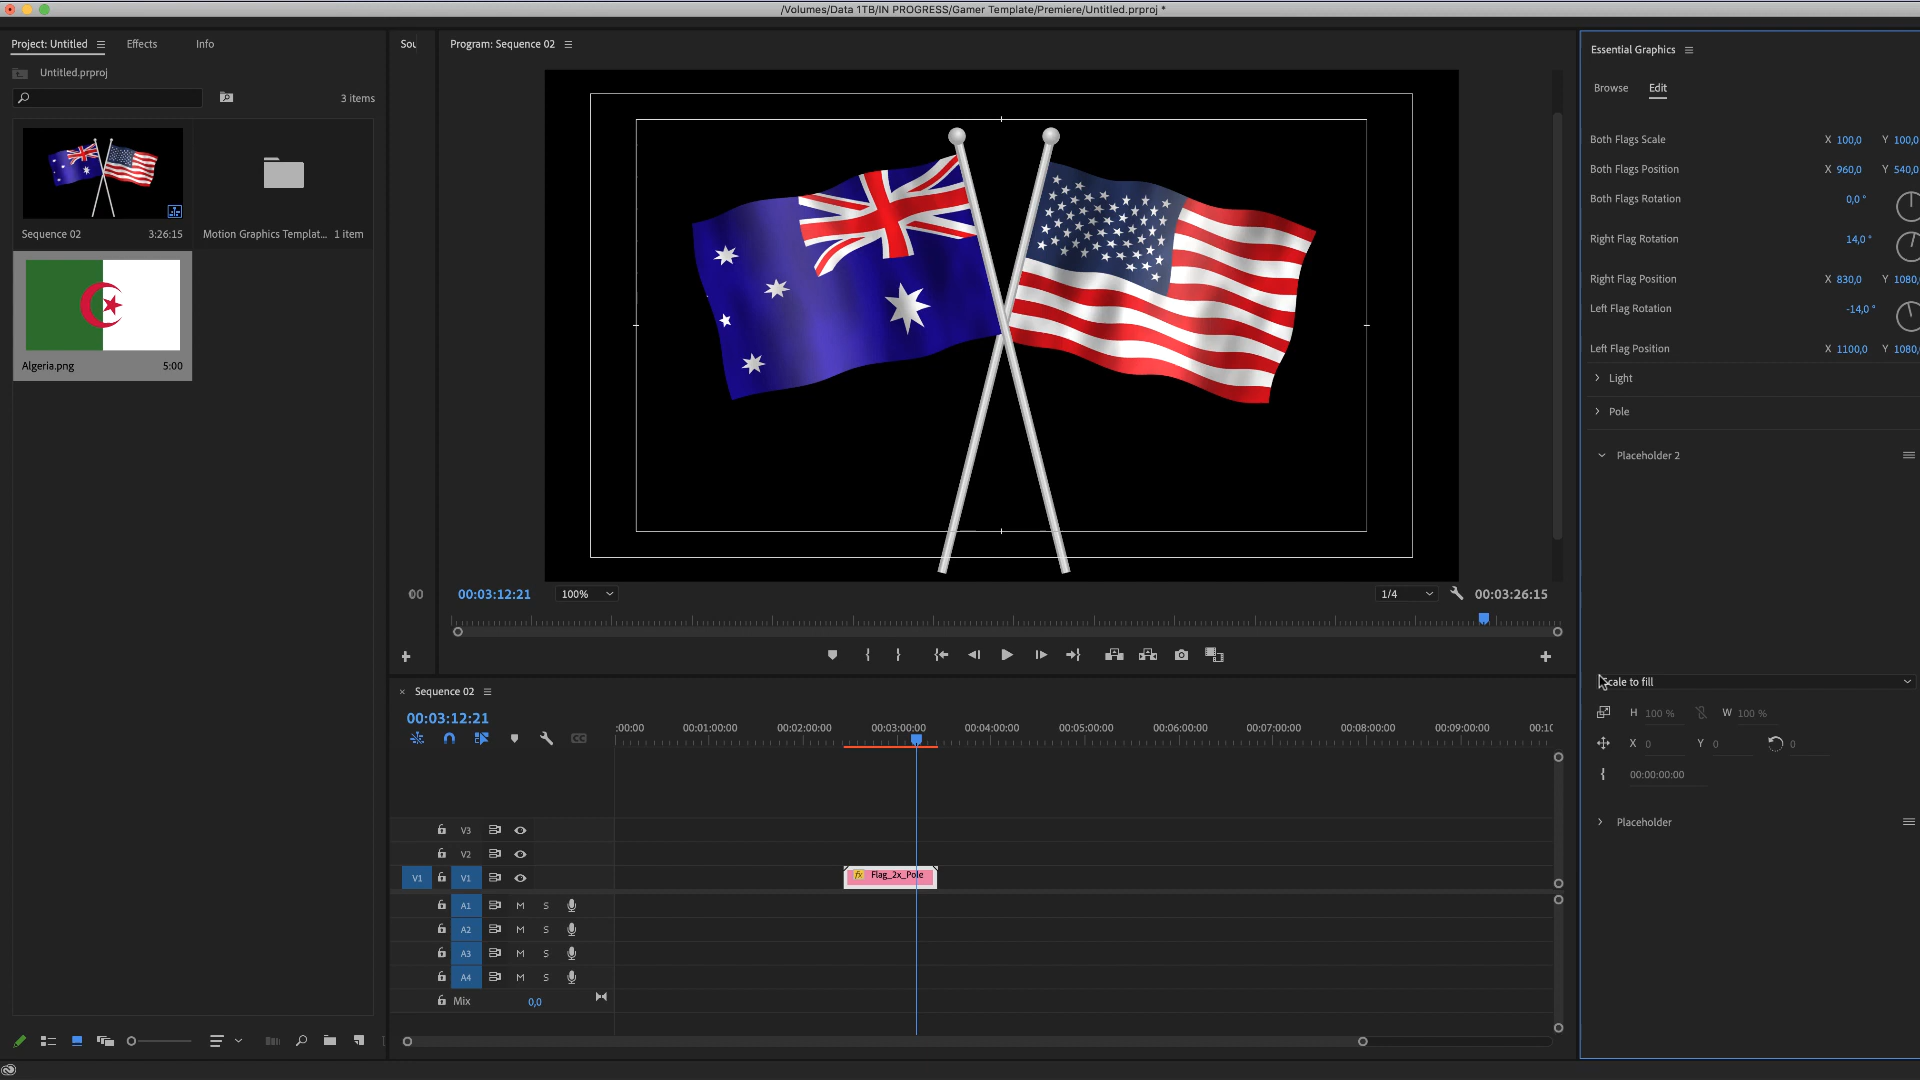 /Volumes/Data 1TB/IN PROGRESS/Gamer Template/Premiere/Untitled.prproj *
Project: Untitled
Effects
Info
Untitled.prproj
3 items
Sequence 02
3:26:15
Motion Graphics Templat...
1 item
Algeria.png
5:00
Sou
Program: Sequence 02
00
00:03:12:21
100%
1/4
00:03:26:15
Sequence 02
00:03:12:21
:00:00
00:01:00:00
00:02:00:00
00:03:00:00
00:04:00:00
00:05:00:00
00:06:00:00
00:07:00:00
00:08:00:00
00:09:00:00
00:10
V3
V2
V1 V1
fx Flag_2x_Pole
A1 M S
A2 M S
A3 M S
A4 M S
Mix 0,0
Essential Graphics
Browse
Edit
Both Flags Scale X 100,0 Y 100,0
Both Flags Position X 960,0 Y 540,0
Both Flags Rotation 0,0 °
Right Flag Rotation 14,0 °
Right Flag Position X 830,0 Y 1080,
Left Flag Rotation -14,0 °
Left Flag Position X 1100,0 Y 1080,
Light
Pole
Placeholder 2
Scale to fill
H 100 % W 100 %
X 0 Y 0 0
00:00:00:00
Placeholder